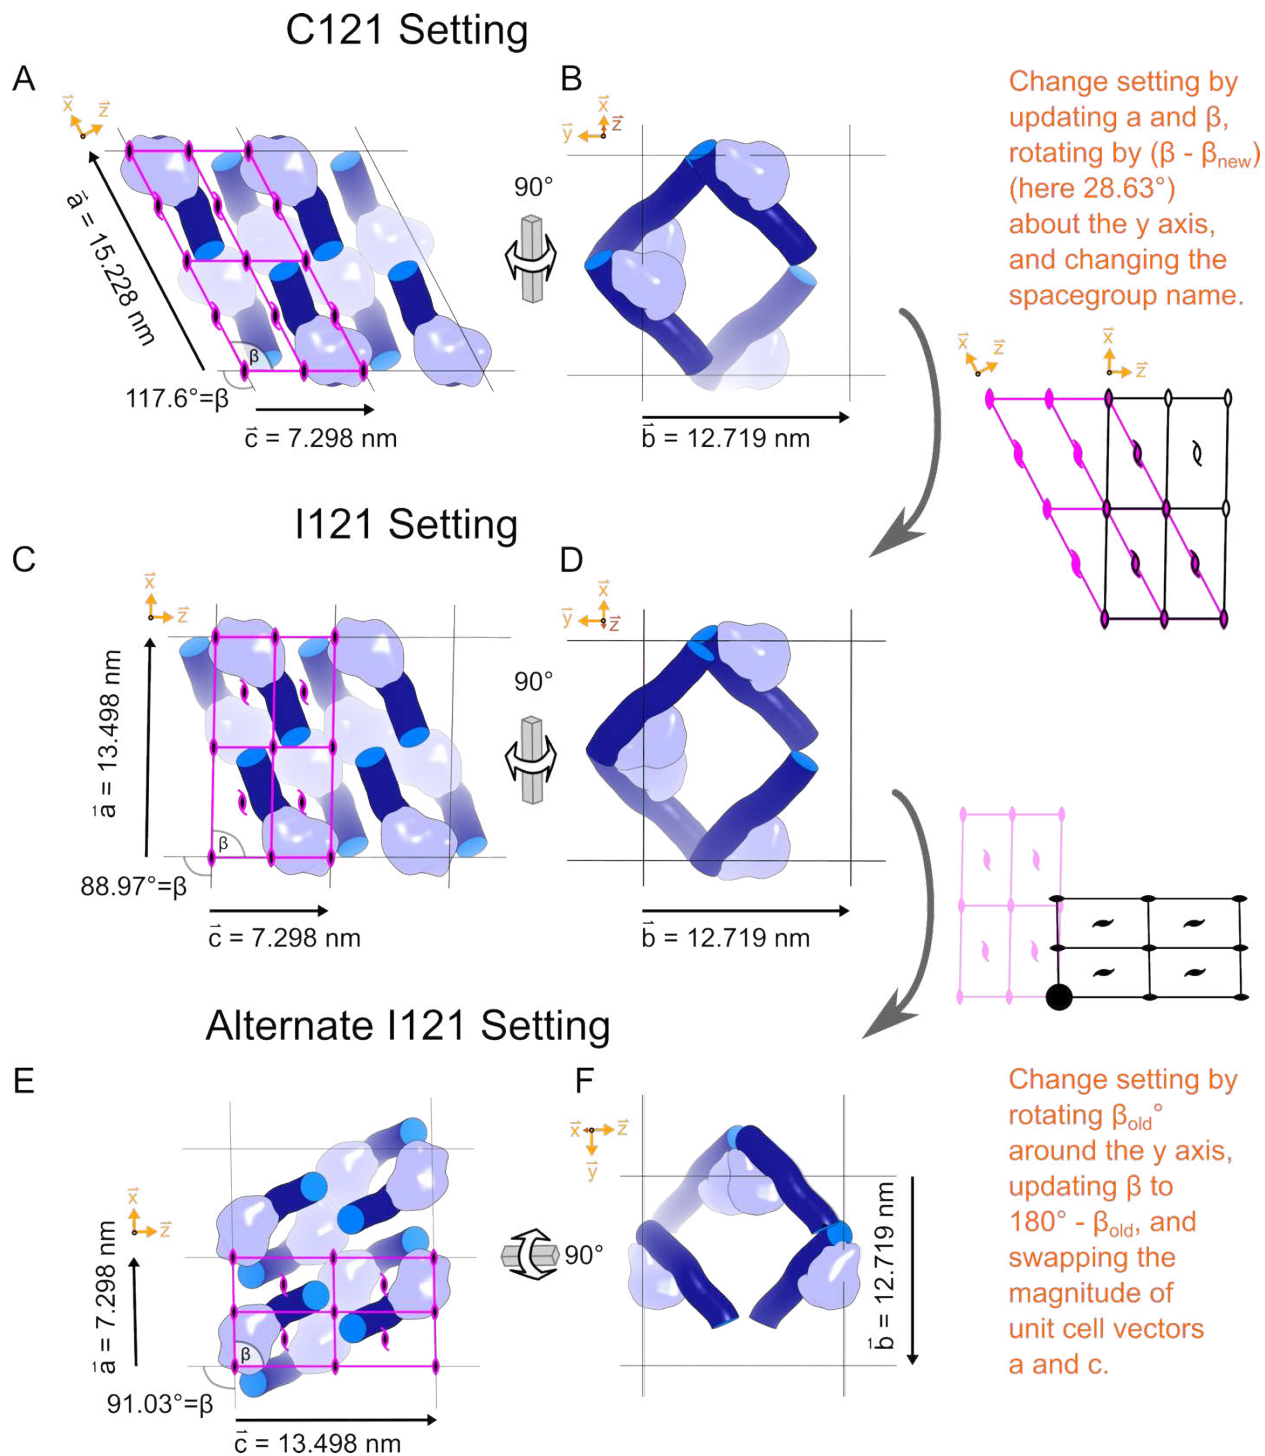 C121 Setting
A
B
x⃗
z⃗
x⃗
y⃗
z⃗
a⃗ = 15.228 nm
β
117.6°=β
c⃗ = 7.298 nm
90°
b⃗ = 12.719 nm
Change setting by
updating a and β,
rotating by (β - βnew)
(here 28.63°)
about the y axis,
and changing the
spacegroup name.
x⃗
z⃗
x⃗
z⃗
I121 Setting
C
D
x⃗
z⃗
x⃗
y⃗
z⃗
a⃗ = 13.498 nm
β
88.97°=β
c⃗ = 7.298 nm
90°
b⃗ = 12.719 nm
Alternate I121 Setting
E
F
x⃗
z⃗
x⃗
z⃗
y⃗
a⃗ = 7.298 nm
β
91.03°=β
c⃗ = 13.498 nm
90°
b⃗ = 12.719 nm
Change setting by
rotating βold°
around the y axis,
updating β to
180° - βold, and
swapping the
magnitude of
unit cell vectors
a and c.